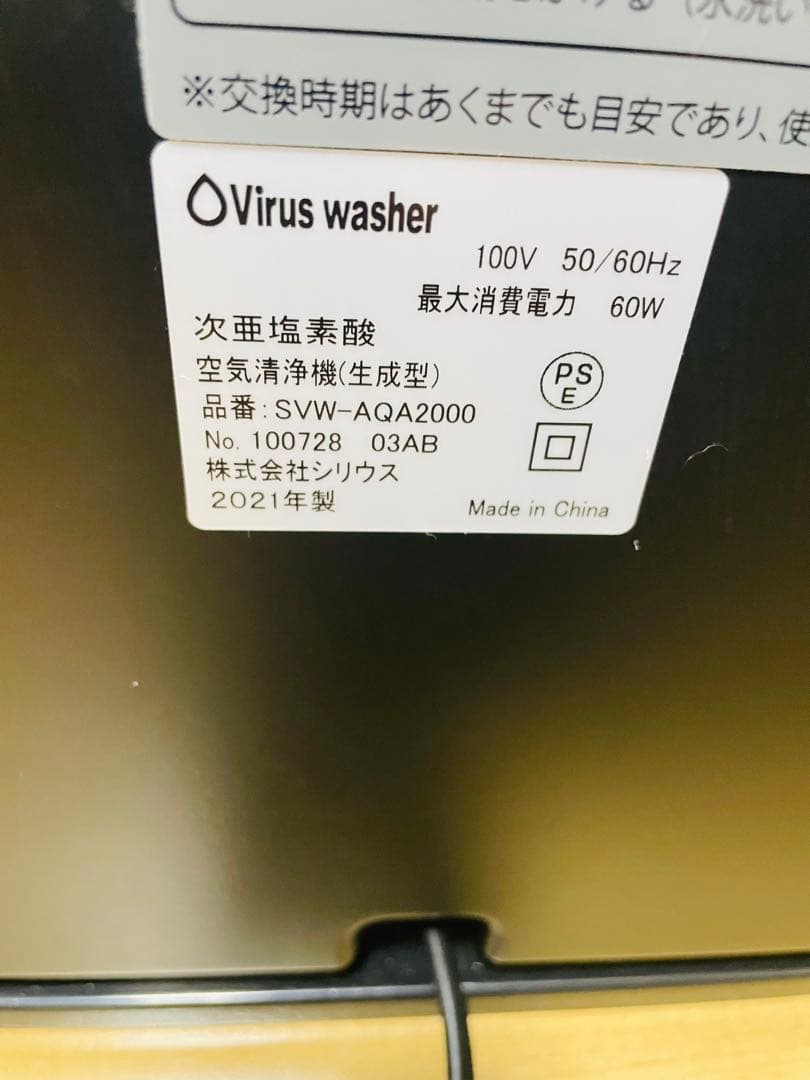 (水洗い
※交換時期はあくまでも目安であり、使
Virus washer
100V 50/60Hz
最大消費電力 60W
次亜塩素酸
空気清浄機(生成型)
品番:SVW-AQA2000
No. 100728 03AB
株式会社シリウス
2021年製
PS
E
Made in China